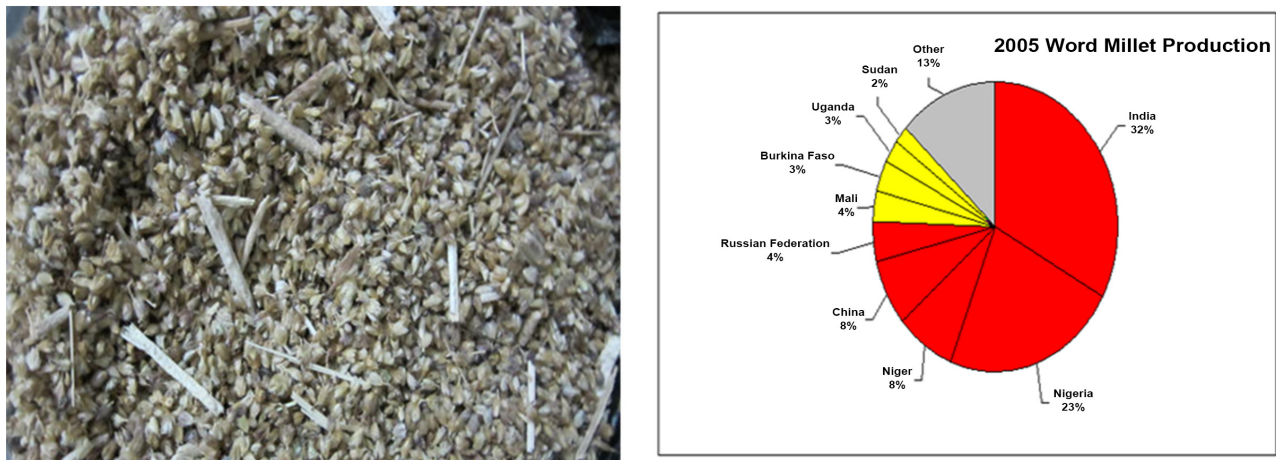 2005 Word Millet Production
Other
13%
Sudan
2%
Uganda
3%
Burkina Faso
3%
Mali
4%
Russian Federation
4%
China
8%
Niger
8%
Nigeria
23%
India
32%